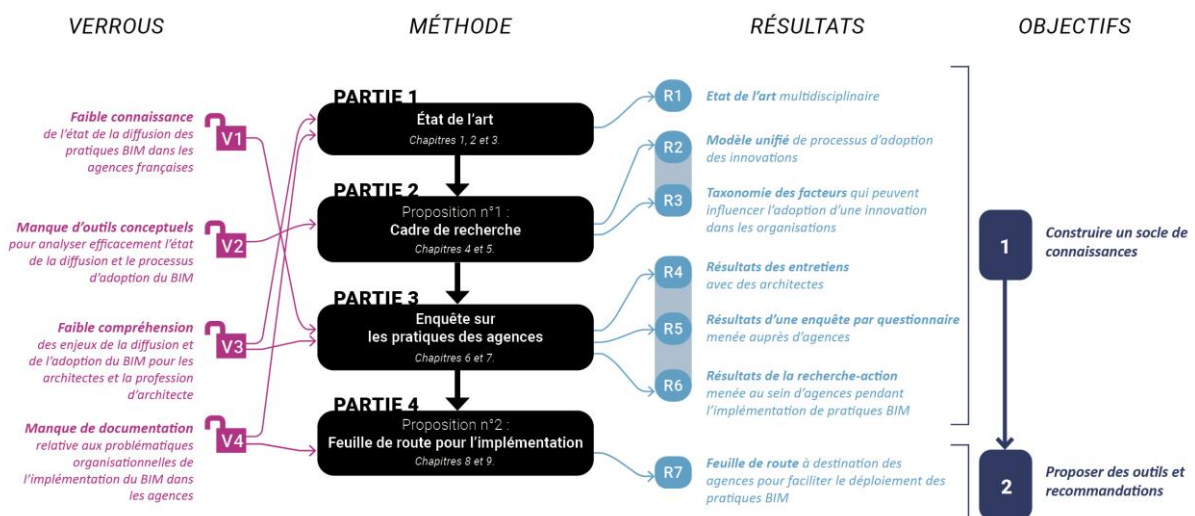 VERROUS
MÉTHODE
RÉSULTATS
OBJECTIFS
Faible connaissance
de l'état de la diffusion des
pratiques BIM dans les
agences françaises
V1
Manque d'outils conceptuels
pour analyser efficacement l'état
de la diffusion et le processus
d'adoption du BIM
V2
Faible compréhension
des enjeux de la diffusion et
de l'adoption du BIM pour les
architectes et la profession
d'architecte
V3
Manque de documentation
relative aux problématiques
organisationnelles de
l'implémentation du BIM dans
les agences
V4
PARTIE 1
État de l'art
Chapitres 1, 2 et 3.
PARTIE 2
Proposition n°1 :
Cadre de recherche
Chapitres 4 et 5.
PARTIE 3
Enquête sur
les pratiques des agences
Chapitres 6 et 7.
PARTIE 4
Proposition n°2 :
Feuille de route pour l'implémentation
Chapitres 8 et 9.
R1
Etat de l'art multidisciplinaire
R2
Modèle unifié de processus d'adoption
des innovations
R3
Taxonomie des facteurs qui peuvent
influencer l'adoption d'une innovation
dans les organisations
R4
Résultats des entretiens
avec des architectes
R5
Résultats d'une enquête par questionnaire
menée auprès d'agences
R6
Résultats de la recherche-action
menée au sein d'agences pendant
l'implémentation de pratiques BIM
R7
Feuille de route à destination des
agences pour faciliter le déploiement des
pratiques BIM
1
Construire un socle de
connaissances
2
Proposer des outils et
recommandations